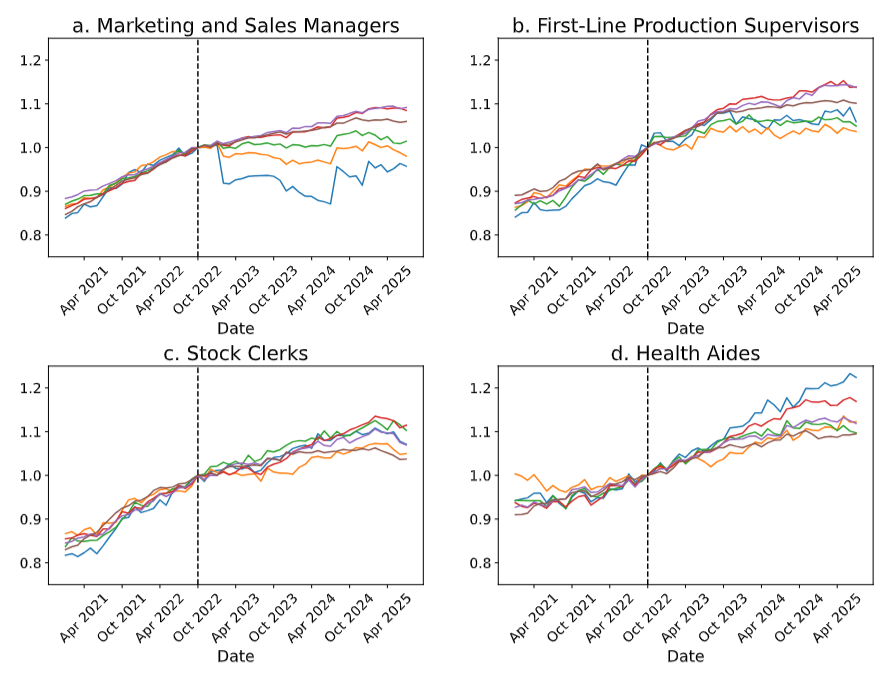 a. Marketing and Sales Managers
1.2
1.1
1.0
0.9
0.8
Apr 2021 Oct 2021 Apr 2022 Oct 2022 Apr 2023 Oct 2023 Apr 2024 Oct 2024 Apr 2025
Date
b. First-Line Production Supervisors
1.2
1.1
1.0
0.9
0.8
Apr 2021 Oct 2021 Apr 2022 Oct 2022 Apr 2023 Oct 2023 Apr 2024 Oct 2024 Apr 2025
Date
c. Stock Clerks
1.2
1.1
1.0
0.9
0.8
Apr 2021 Oct 2021 Apr 2022 Oct 2022 Apr 2023 Oct 2023 Apr 2024 Oct 2024 Apr 2025
Date
d. Health Aides
1.2
1.1
1.0
0.9
0.8
Apr 2021 Oct 2021 Apr 2022 Oct 2022 Apr 2023 Oct 2023 Apr 2024 Oct 2024 Apr 2025
Date